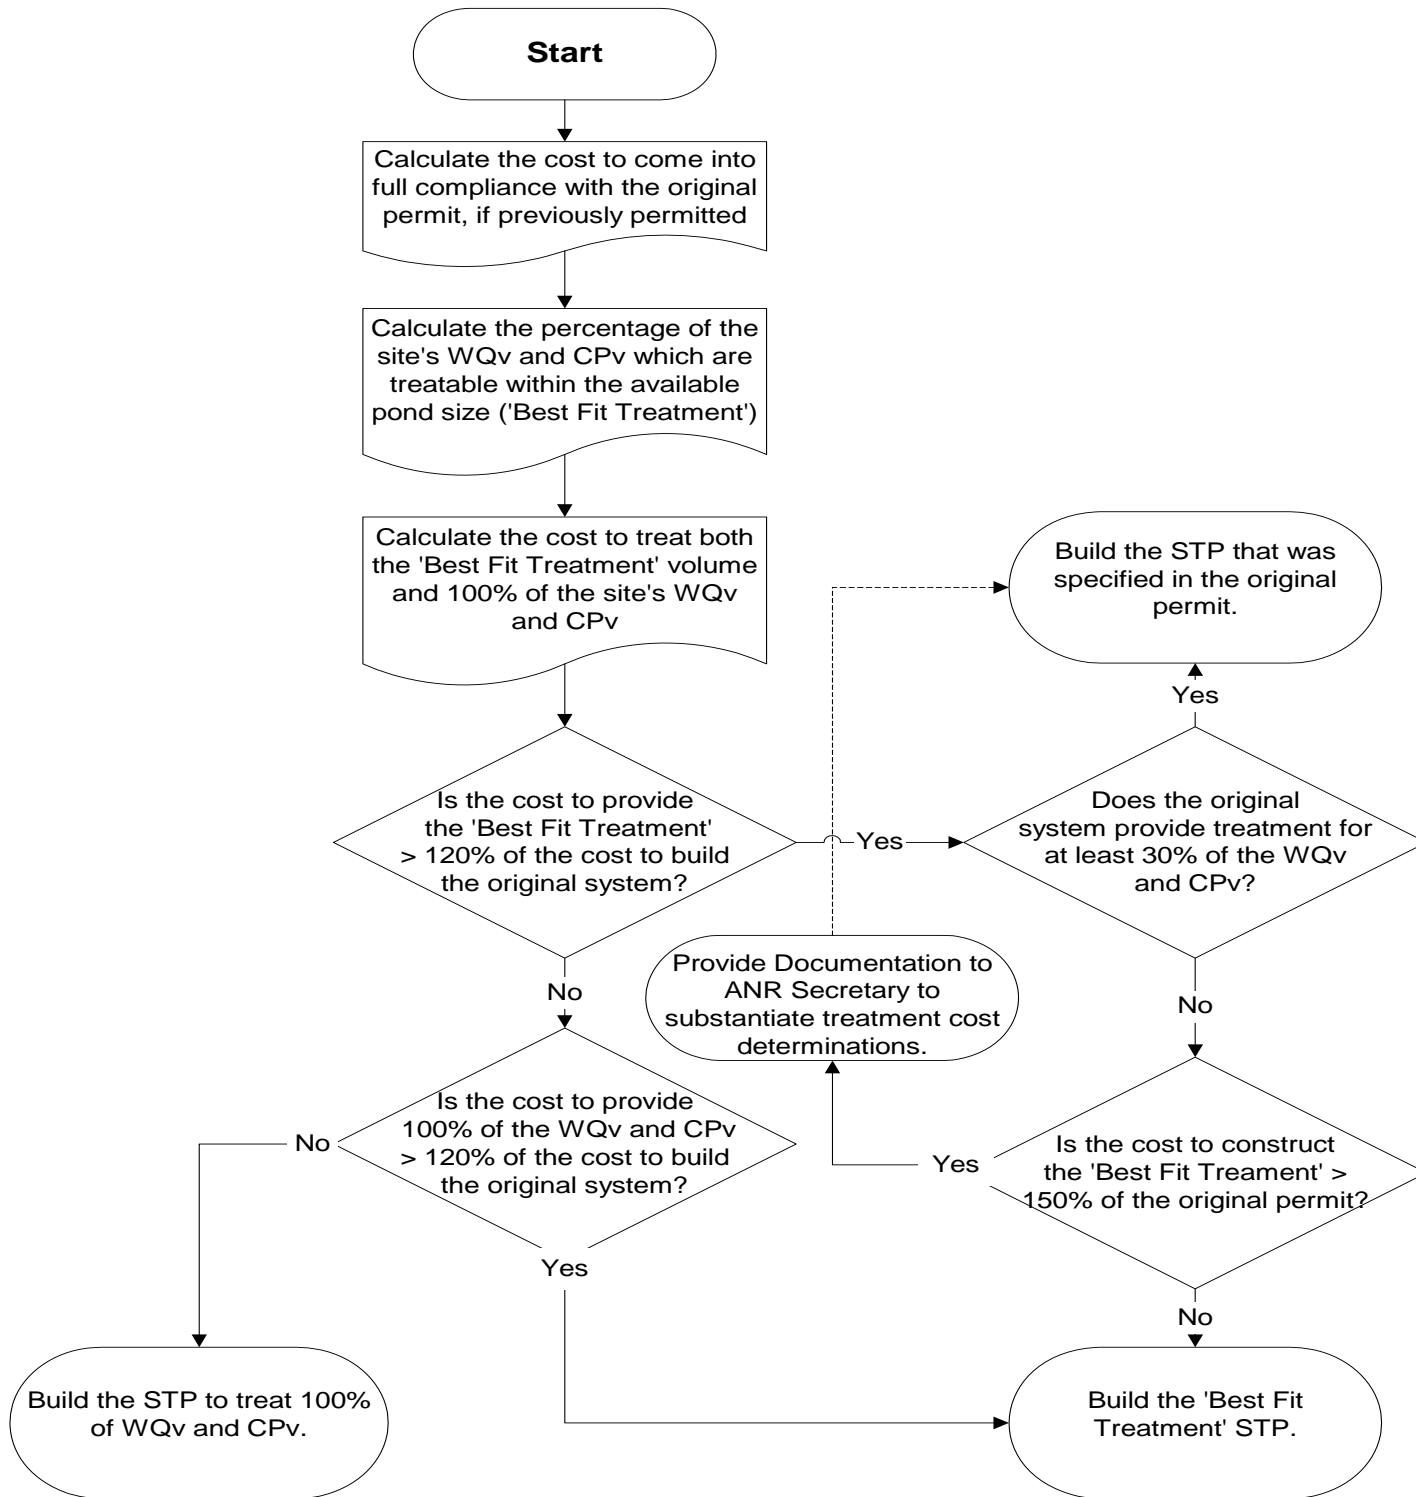 Start
Calculate the cost to come into
full compliance with the original
permit, if previously permitted
Calculate the percentage of the
site's WQv and CPv which are
treatable within the available
pond size ('Best Fit Treatment')
Calculate the cost to treat both
the 'Best Fit Treatment' volume
and 100% of the site's WQv
and CPv
Build the STP that was
specified in the original
permit.
Yes
Is the cost to provide
the 'Best Fit Treatment'
> 120% of the cost to build
the original system?
Yes
Does the original
system provide treatment for
at least 30% of the WQv
and CPv?
No
Provide Documentation to
ANR Secretary to
substantiate treatment cost
determinations.
No
Is the cost to provide
100% of the WQv and CPv
> 120% of the cost to build
the original system?
No
Yes
Is the cost to construct
the 'Best Fit Treament' >
150% of the original permit?
Yes
No
Build the STP to treat 100%
of WQv and CPv.
Build the 'Best Fit
Treatment' STP.